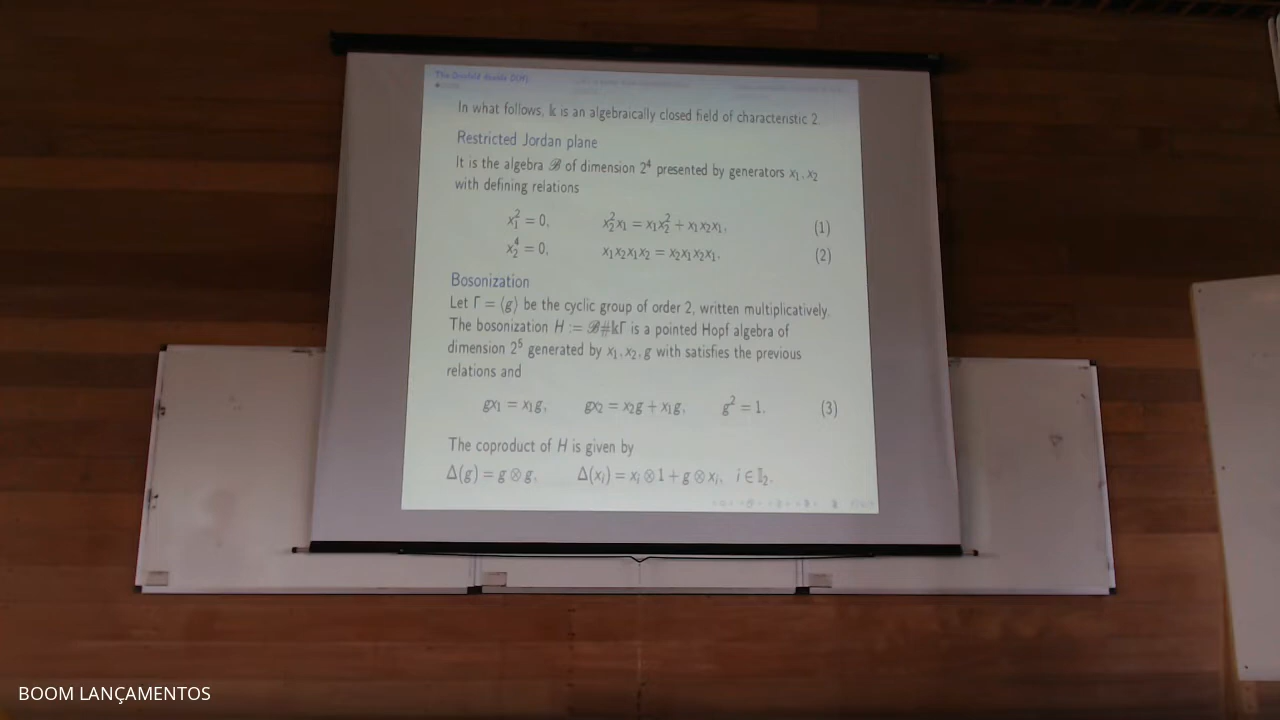 The Drinfeld double D(H)
In what follows, 𝕜 is an algebraically closed field of characteristic 2.
Restricted Jordan plane
It is the algebra ℬ of dimension 2⁴ presented by generators x₁, x₂
with defining relations
x₁² = 0, x₂²x₁ = x₁x₂² + x₁x₂x₁, (1)
x₂⁴ = 0, x₁x₂x₁x₂ = x₂x₁x₂x₁. (2)
Bosonization
Let Γ = ⟨g⟩ be the cyclic group of order 2, written multiplicatively.
The bosonization H := ℬ#𝕜Γ is a pointed Hopf algebra of
dimension 2⁵ generated by x₁, x₂, g with satisfies the previous
relations and
gx₁ = x₁g, gx₂ = x₂g + x₁g, g² = 1. (3)
The coproduct of H is given by
Δ(g) = g ⊗ g, Δ(xᵢ) = xᵢ ⊗ 1 + g ⊗ xᵢ, i ∈ 𝕀₂.
BOOM LANÇAMENTOS